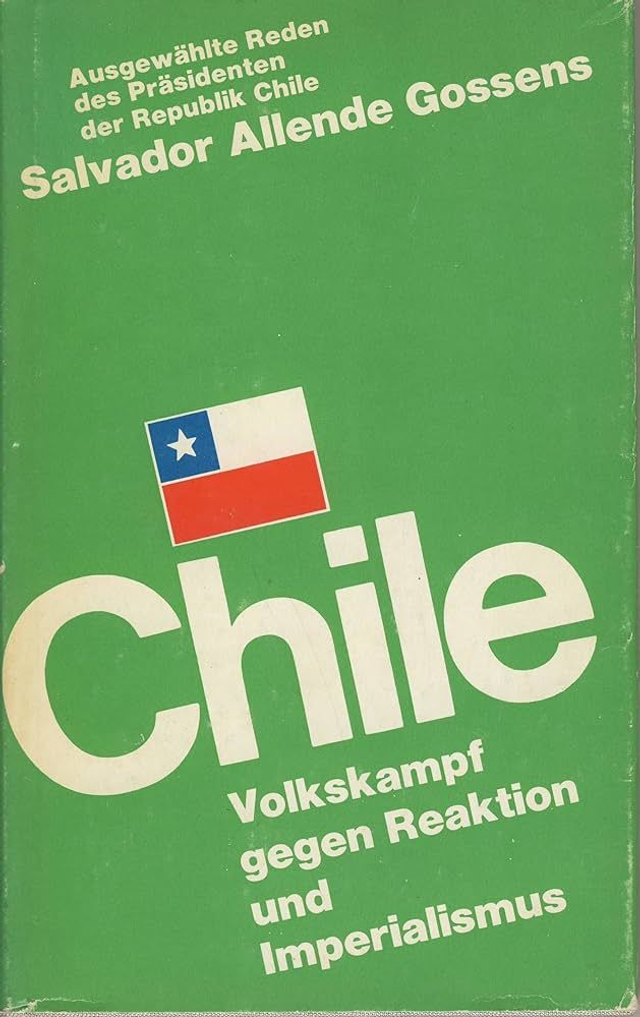 Ausgewählte Reden
des Präsidenten
der Republik Chile
Salvador Allende Gossens
Chile
Volkskampf
gegen Reaktion
und
Imperialismus